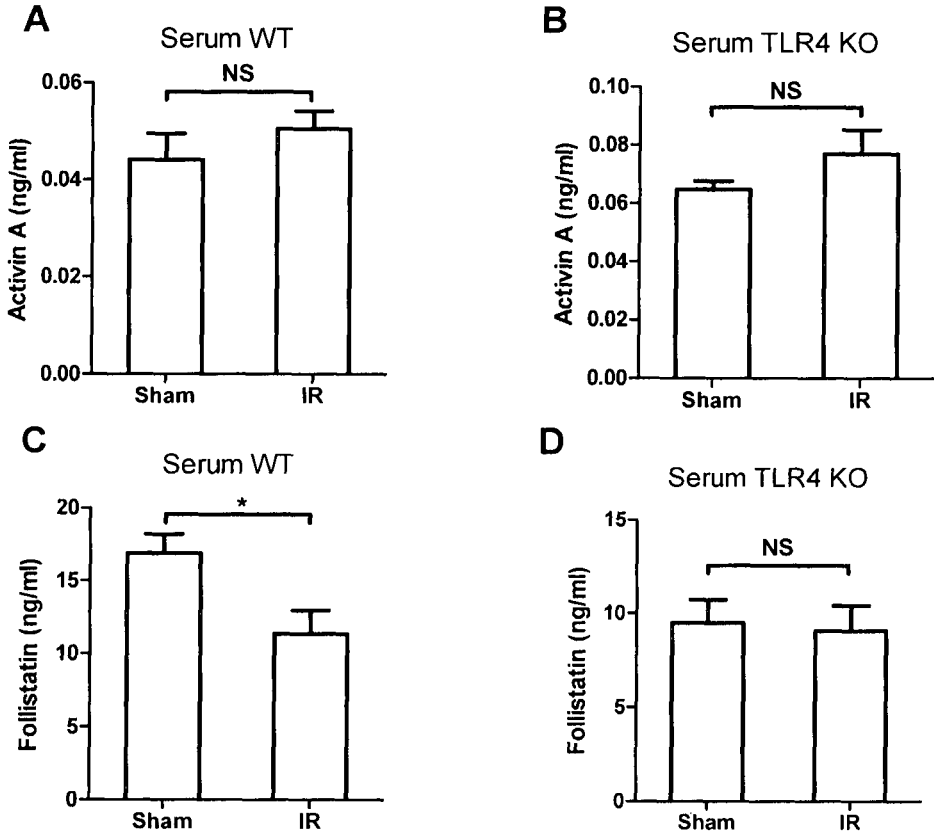 A
Serum WT
NS
Activin A (ng/ml)
0.06
0.04
0.02
0.00
Sham IR
B
Serum TLR4 KO
NS
Activin A (ng/ml)
0.10
0.08
0.06
0.04
0.02
0.00
Sham IR
C
Serum WT
*
Follistatin (ng/ml)
20
15
10
5
0
Sham IR
D
Serum TLR4 KO
NS
Follistatin (ng/ml)
15
10
5
0
Sham IR